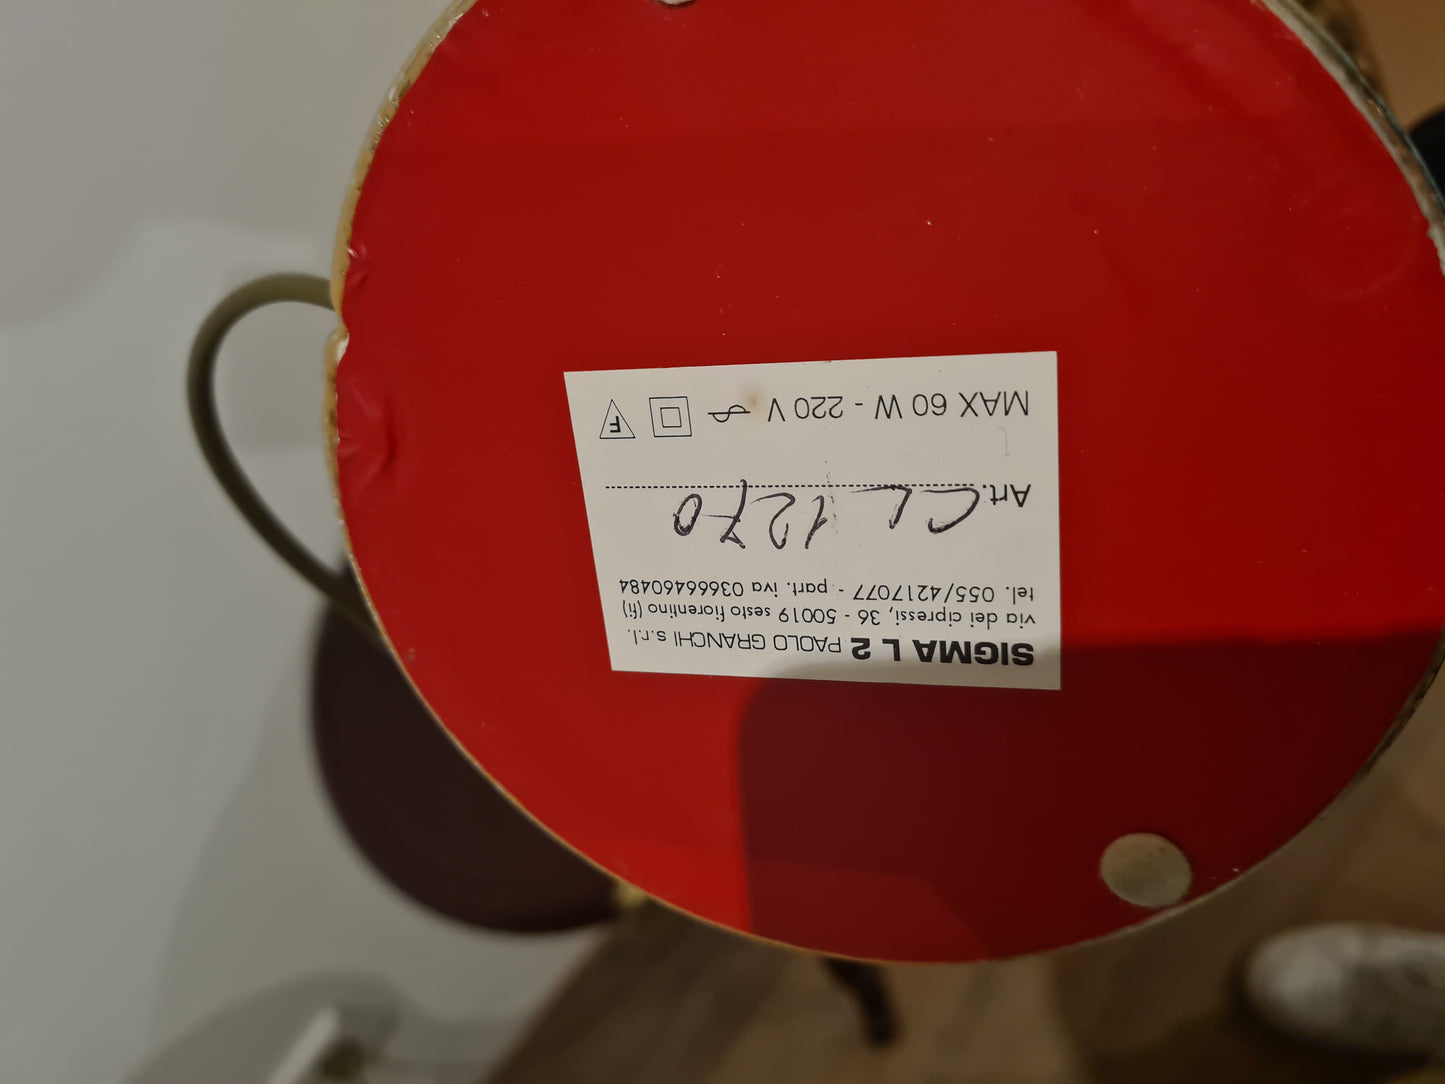 SIGMA L 2 PAOLO GRANCHI s.r.l.
via dei cipressi, 36 - 50019 sesto fiorentino (fi)
tel. 055/4217077 - part. iva 03666460484
Art. CL 1270
MAX 60 W - 220 V F